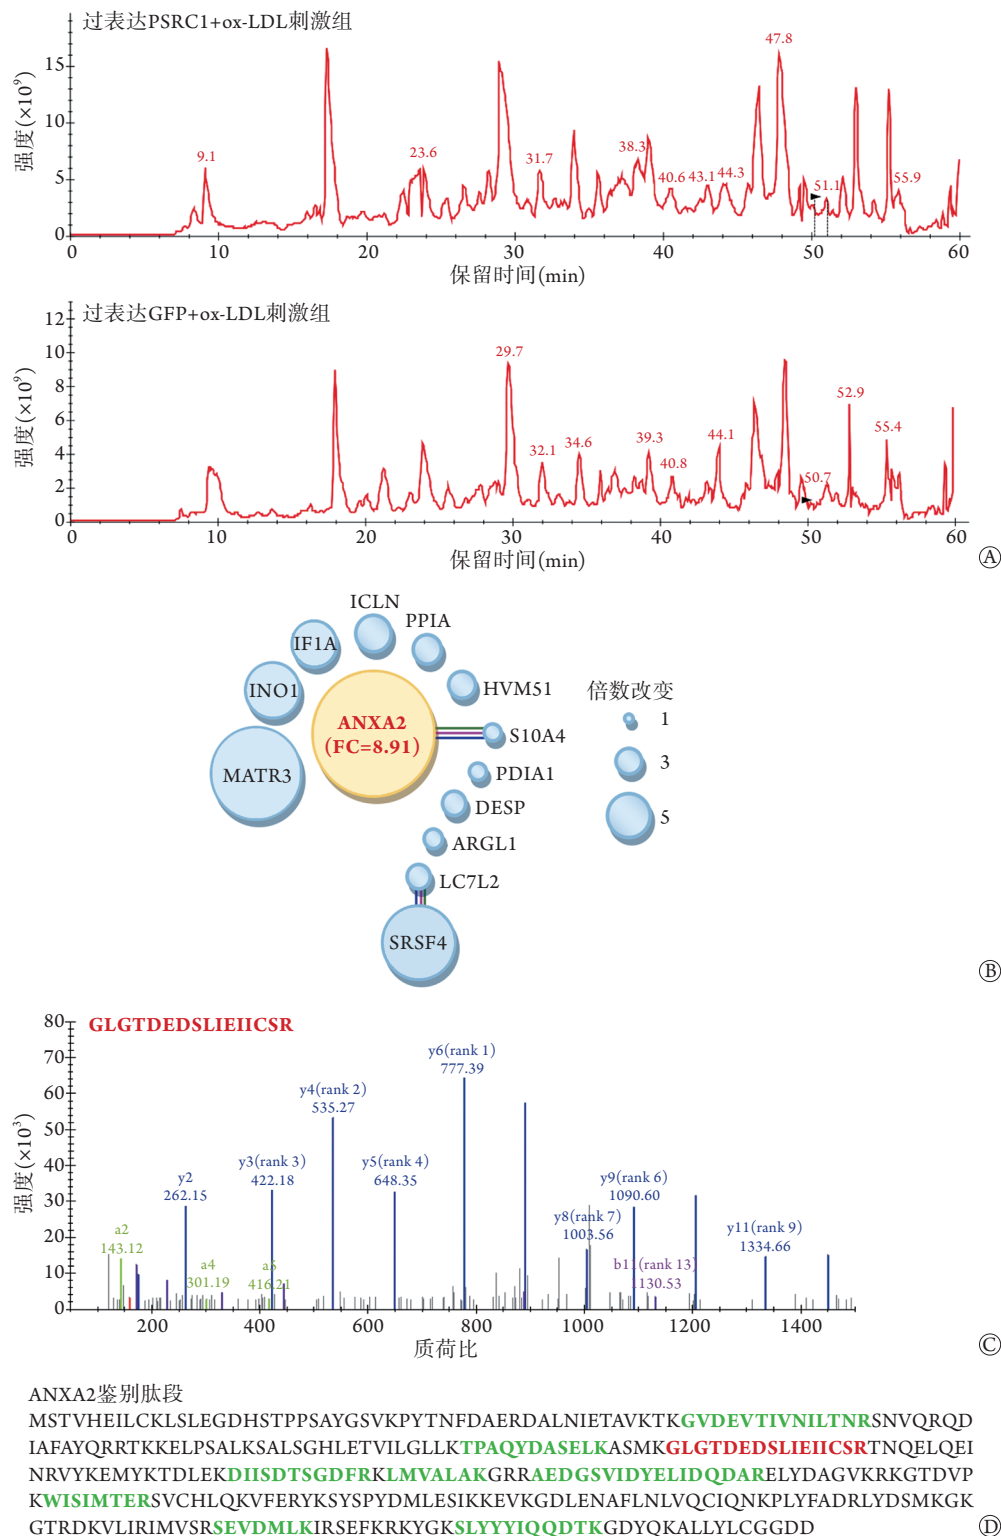 过表达PSRC1+ox-LDL刺激组
强度(×10⁹)
15
10
5
0
9.1
23.6
31.7
38.3
40.6
43.1
44.3
47.8
51.1
55.9
0
10
20
30
40
50
60
保留时间(min)
过表达GFP+ox-LDL刺激组
强度(×10⁹)
12
10
8
6
4
2
0
29.7
32.1
34.6
39.3
40.8
44.1
50.7
52.9
55.4
0
10
20
30
40
50
60
保留时间(min)
Ⓐ
ICLN
PPIA
IF1A
HVM51
INO1
ANXA2
(FC=8.91)
S10A4
MATR3
PDIA1
DESP
ARGL1
LC7L2
SRSF4
倍数改变
1
3
5
Ⓑ
GLGTDEDSLIEIICSR
强度(×10³)
80
70
60
50
40
30
20
10
0
a2
143.12
y2
262.15
a4
301.19
a5
416.21
y3(rank 3)
422.18
y4(rank 2)
535.27
y5(rank 4)
648.35
y6(rank 1)
777.39
y8(rank 7)
1003.56
y9(rank 6)
1090.60
b11(rank 13)
1130.53
y11(rank 9)
1334.66
200
400
600
800
1000
1200
1400
质荷比
Ⓒ
ANXA2鉴别肽段
MSTVHEILCKLSLEGDHSTPPSAYGSVKPYTNFDAERDALNIETAVKTKGVDEVTIVNILTNRSNVQRQD
IAFAYQRRTKKELPSALKSALSGHLETVILGLLKTPAQYDASELKASMKGLGTDEDSLIEIICSRTNQELQEI
NRVYKEMYKTDLEKDIISDTSGDFRKLMVALAKGRRAEDGSVIDYELIDQDARELYDAGVKRKGTDVP
KWISIMTERSVCHLQKVFERYKSYSPYDMLESIKKEVKGDLENAFLNLVQCIQNKPLYFADRLYDSMKGK
GTRDKVLIRIMVSRSEVDMLKIRSEFKRKYGKSLYYYIQQDTKGDYQKALLYLCGGDD
Ⓓ